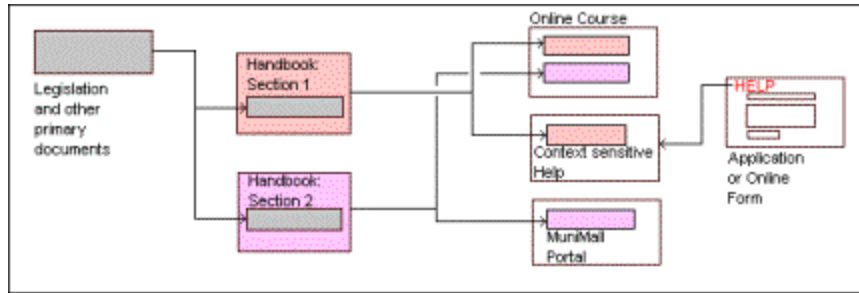 Online Course
Legislation
and other
primary
documents
Handbook:
Section 1
Handbook:
Section 2
Context sensitive
Help
MuniMall
Portal
HELP
Application
or Online
Form